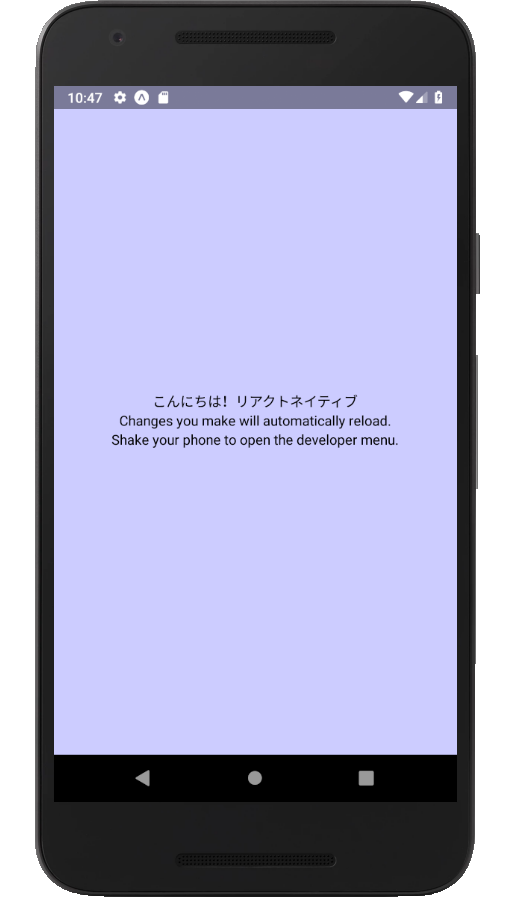 10:47
こんにちは！リアクトネイティブ
Changes you make will automatically reload.
Shake your phone to open the developer menu.